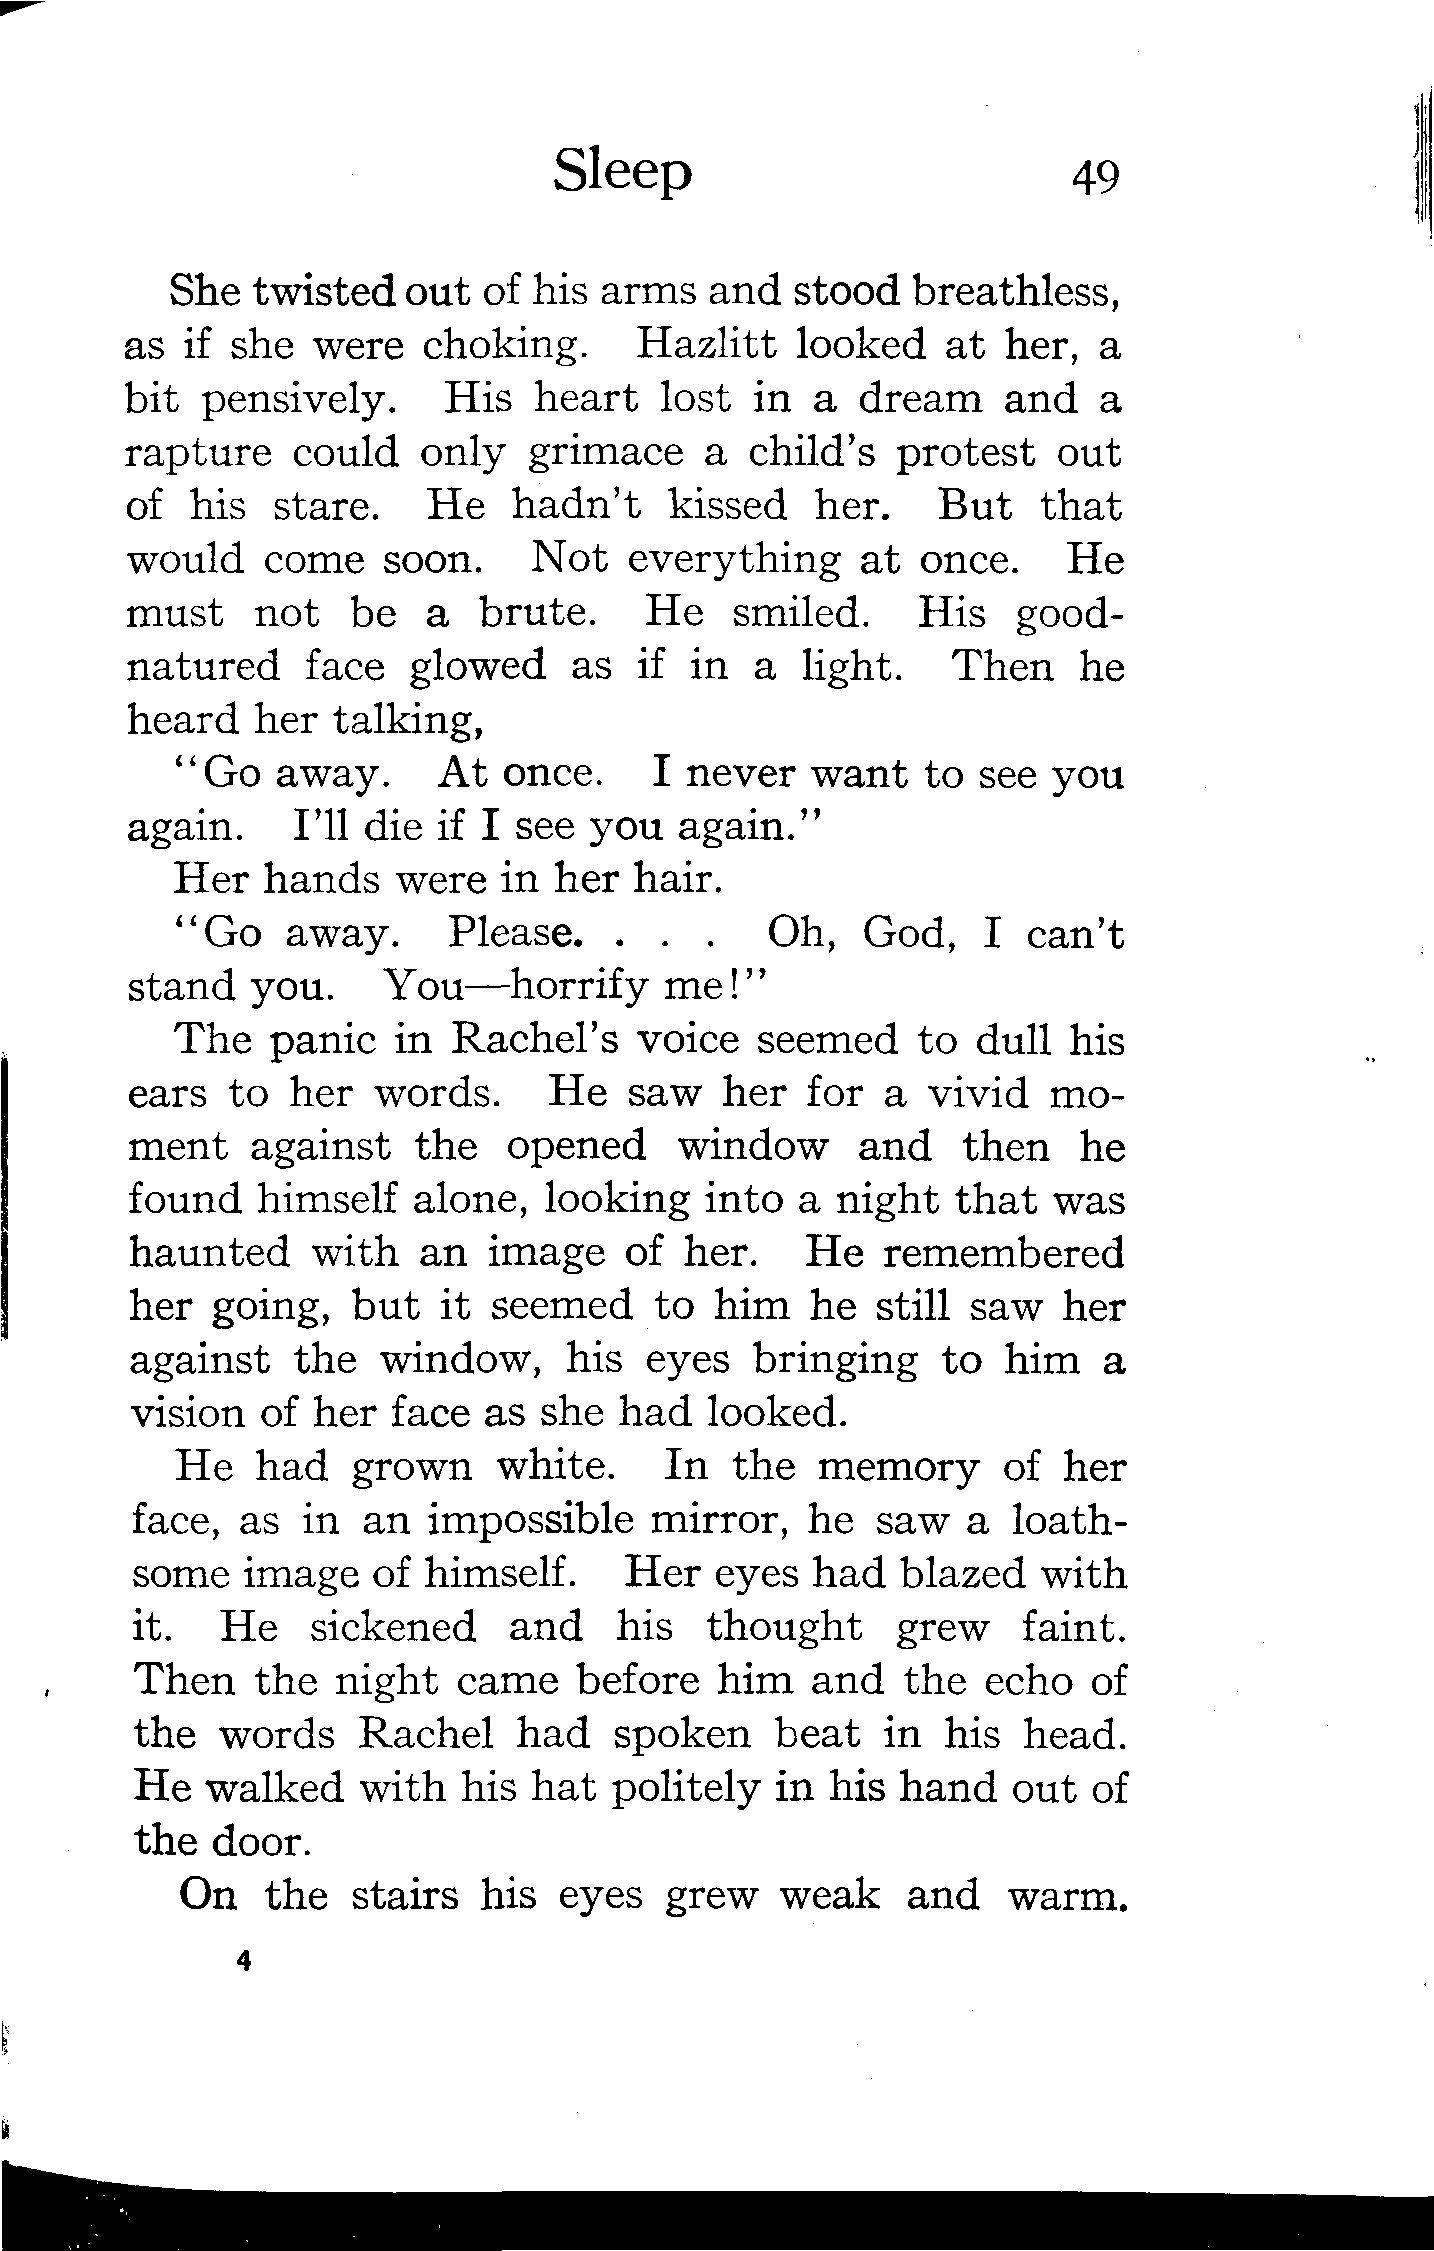 Sleep 49
She twisted out of his arms and stood breathless,
as if she were choking. Hazlitt looked at her, a
bit pensively. His heart lost in a dream and a
rapture could only grimace a child's protest out
of his stare. He hadn't kissed her. But that
would come soon. Not everything at once. He
must not be a brute. He smiled. His good-
natured face glowed as if in a light. Then he
heard her talking,
"Go away. At once. I never want to see you
again. I'll die if I see you again."
Her hands were in her hair.
"Go away. Please. . . . Oh, God, I can't
stand you. You—horrify me!"
The panic in Rachel's voice seemed to dull his
ears to her words. He saw her for a vivid mo-
ment against the opened window and then he
found himself alone, looking into a night that was
haunted with an image of her. He remembered
her going, but it seemed to him he still saw her
against the window, his eyes bringing to him a
vision of her face as she had looked.
He had grown white. In the memory of her
face, as in an impossible mirror, he saw a loath-
some image of himself. Her eyes had blazed with
it. He sickened and his thought grew faint.
Then the night came before him and the echo of
the words Rachel had spoken beat in his head.
He walked with his hat politely in his hand out of
the door.
On the stairs his eyes grew weak and warm.
4